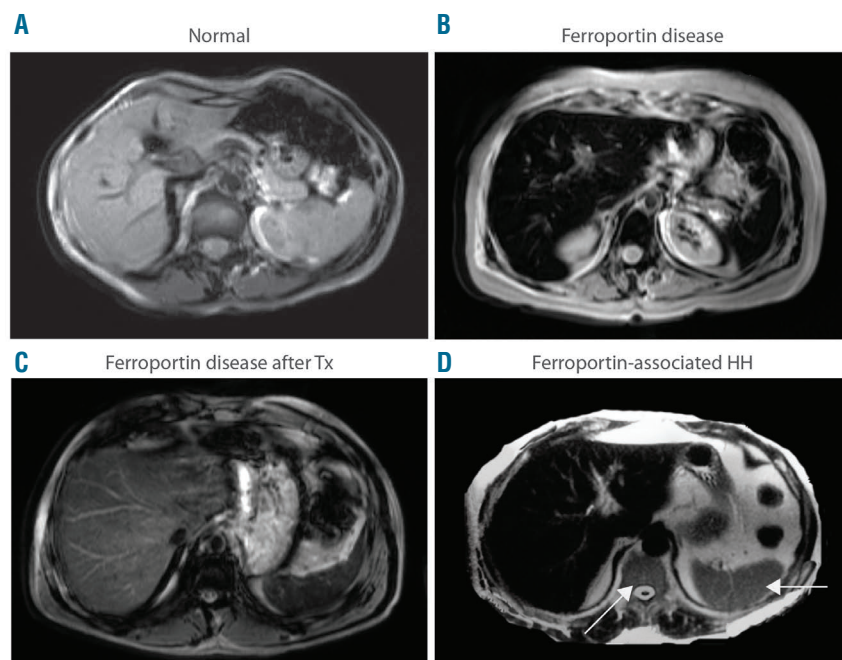 A
Normal
B
Ferroportin disease
C
Ferroportin disease after Tx
D
Ferroportin-associated HH